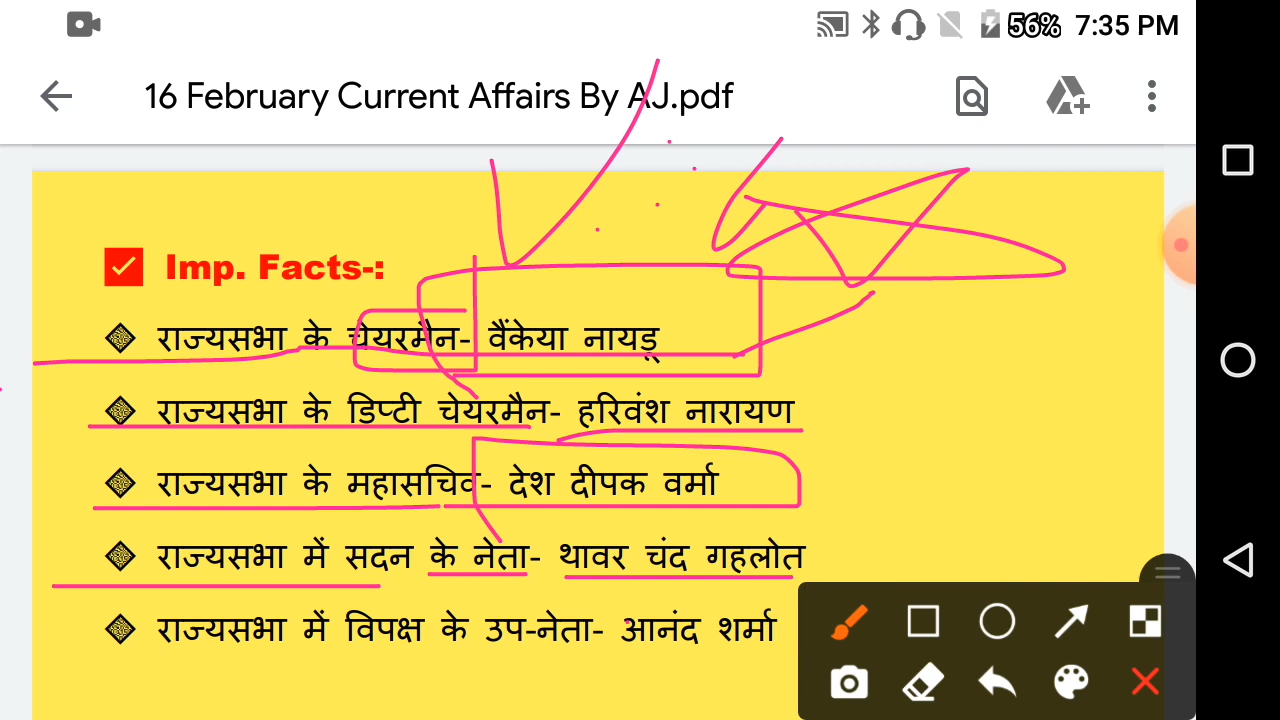 56% 7:35 PM
16 February Current Affairs By AJ.pdf
Imp. Facts-:
राज्यसभा के चेयरमैन- वैंकेया नायडू
राज्यसभा के डिप्टी चेयरमैन- हरिवंश नारायण
राज्यसभा के महासचिव- देश दीपक वर्मा
राज्यसभा में सदन के नेता- थावर चंद गहलोत
राज्यसभा में विपक्ष के उप-नेता- आनंद शर्मा